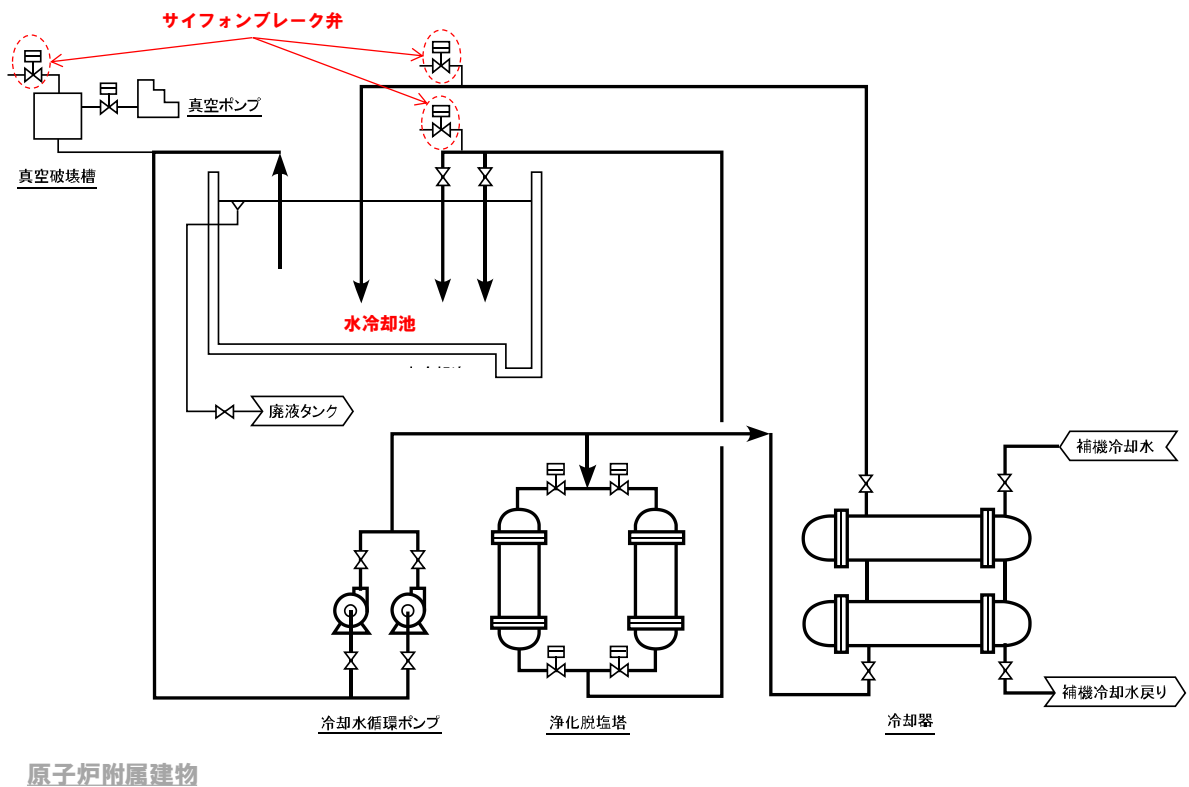 サイフォンブレーク弁
真空ポンプ
真空破壊槽
水冷却池
廃液タンク
補機冷却水
補機冷却水戻り
冷却水循環ポンプ
浄化脱塩塔
冷却器
原子炉附属建物